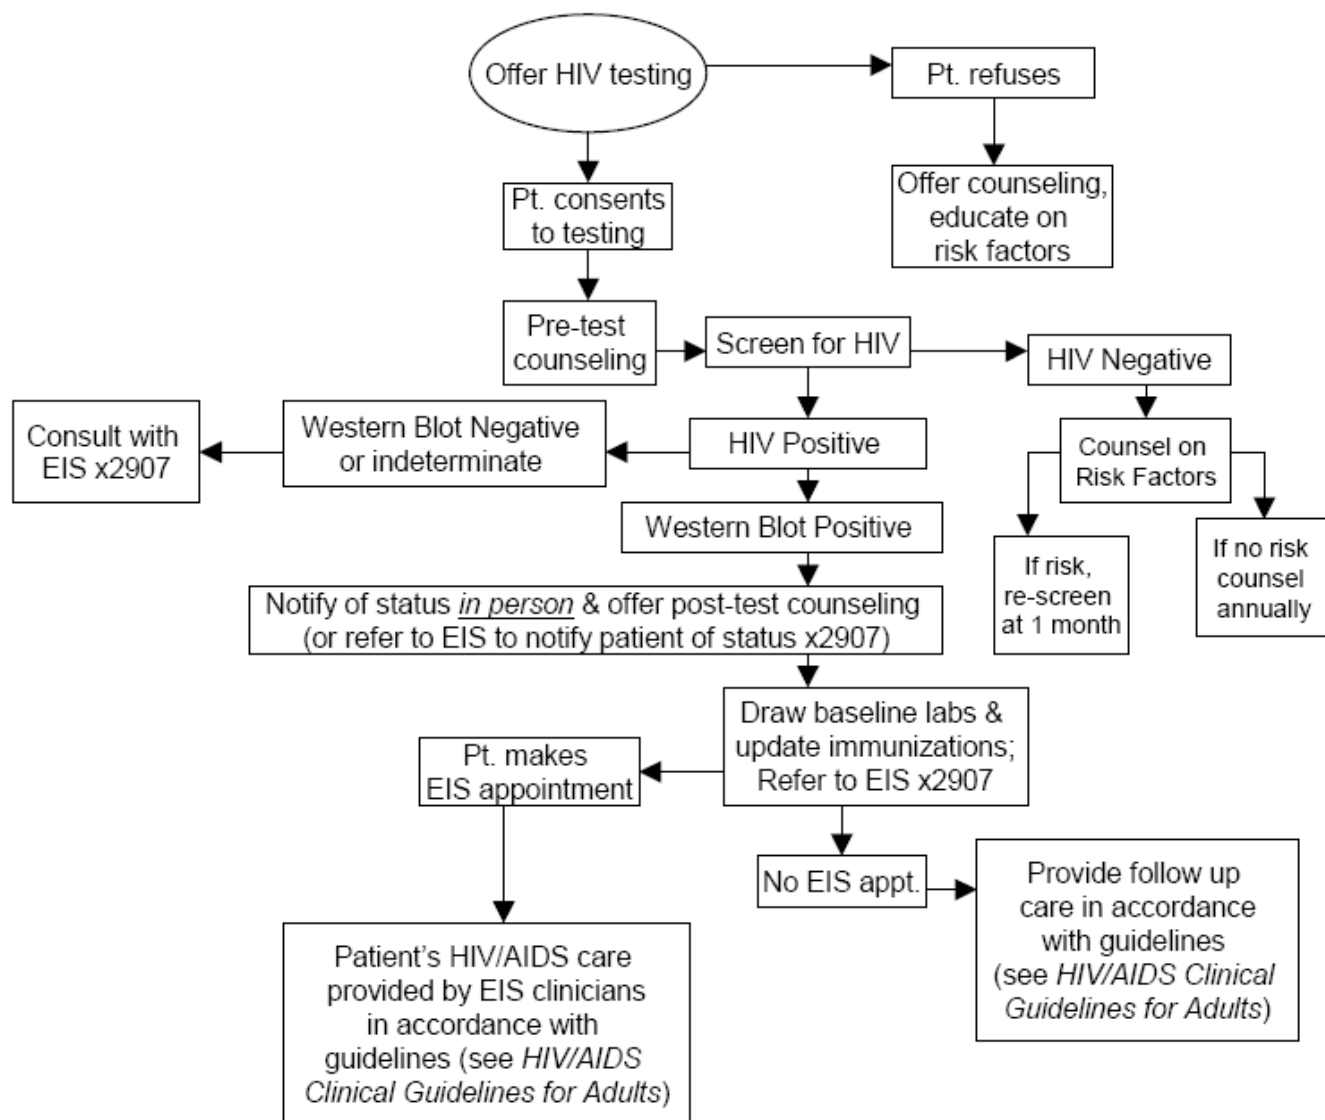 Offer HIV testing
Pt. refuses
Offer counseling,
educate on
risk factors
Pt. consents
to testing
Pre-test
counseling
Screen for HIV
HIV Negative
Consult with
EIS x2907
Western Blot Negative
or indeterminate
HIV Positive
Counsel on
Risk Factors
Western Blot Positive
If risk,
re-screen
at 1 month
If no risk
counsel
annually
Notify of status in person & offer post-test counseling
(or refer to EIS to notify patient of status x2907)
Draw baseline labs &
update immunizations;
Refer to EIS x2907
Pt. makes
EIS appointment
No EIS appt.
Provide follow up
care in accordance
with guidelines
(see HIV/AIDS Clinical
Guidelines for Adults)
Patient's HIV/AIDS care
provided by EIS clinicians
in accordance with
guidelines (see HIV/AIDS
Clinical Guidelines for Adults)